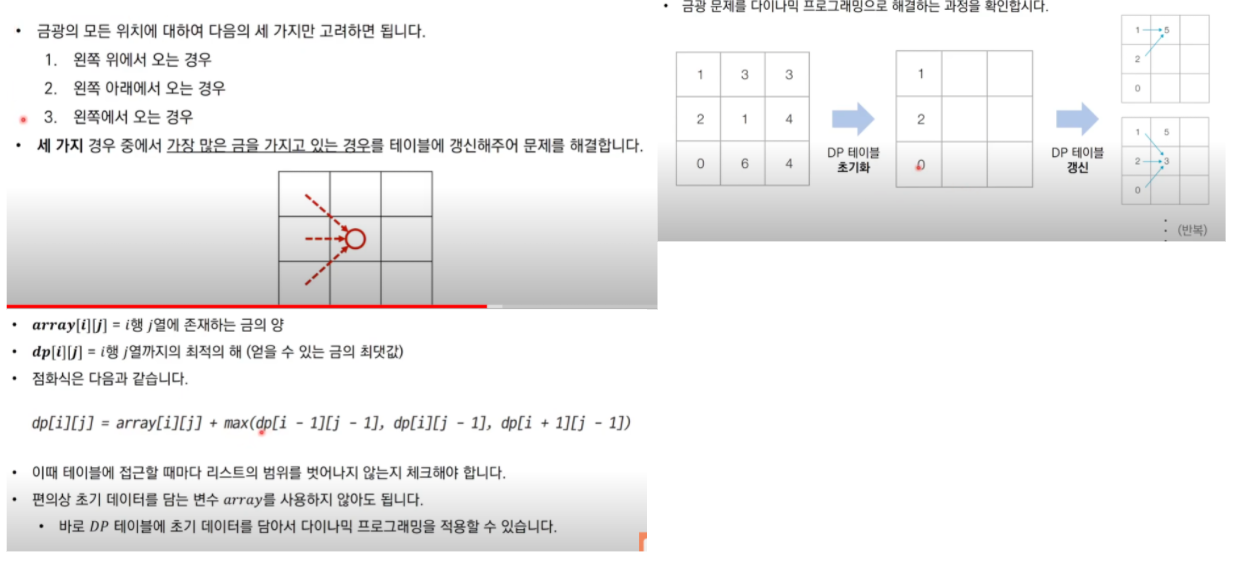 • 금광의 모든 위치에 대하여 다음의 세 가지만 고려하면 됩니다.
1. 왼쪽 위에서 오는 경우
2. 왼쪽 아래에서 오는 경우
3. 왼쪽에서 오는 경우
• 세 가지 경우 중에서 가장 많은 금을 가지고 있는 경우를 테이블에 갱신해주어 문제를 해결합니다.
• array[i][j] = i행 j열에 존재하는 금의 양
• dp[i][j] = i행 j열까지의 최적의 해 (얻을 수 있는 금의 최댓값)
• 점화식은 다음과 같습니다.
dp[i][j] = array[i][j] + max(dp[i - 1][j - 1], dp[i][j - 1], dp[i + 1][j - 1])
• 이때 테이블에 접근할 때마다 리스트의 범위를 벗어나지 않는지 체크해야 합니다.
• 편의상 초기 데이터를 담는 변수 array를 사용하지 않아도 됩니다.
• 바로 DP 테이블에 초기 데이터를 담아서 다이나믹 프로그래밍을 적용할 수 있습니다.
• 금광 문제를 다이나믹 프로그래밍으로 해결하는 과정을 확인합시다.
1 3 3
2 1 4
0 6 4
DP 테이블
초기화
1
2
0
DP 테이블
갱신
1 5
2
0
1 5
2 3
0
(반복)